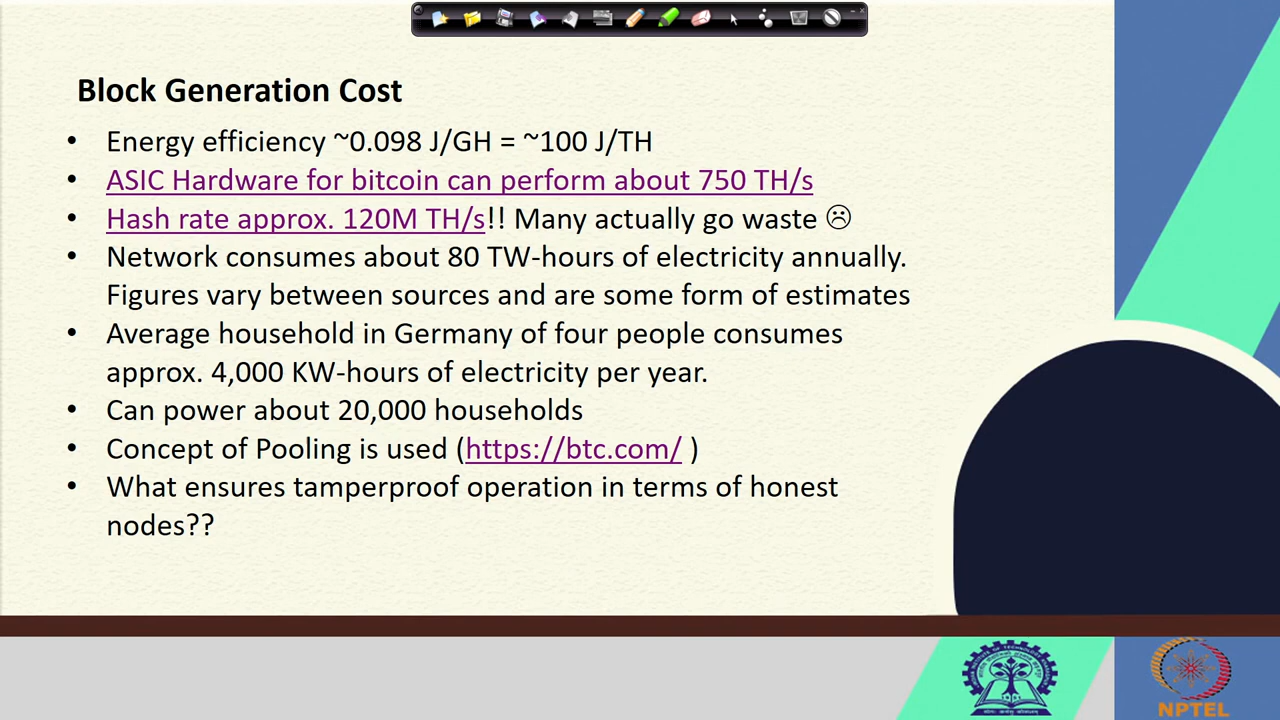 Block Generation Cost
• Energy efficiency ~0.098 J/GH = ~100 J/TH
• ASIC Hardware for bitcoin can perform about 750 TH/s
• Hash rate approx. 120M TH/s!! Many actually go waste ☹
• Network consumes about 80 TW-hours of electricity annually.
Figures vary between sources and are some form of estimates
• Average household in Germany of four people consumes
approx. 4,000 KW-hours of electricity per year.
• Can power about 20,000 households
• Concept of Pooling is used (https://btc.com/ )
• What ensures tamperproof operation in terms of honest
nodes??
NPTEL